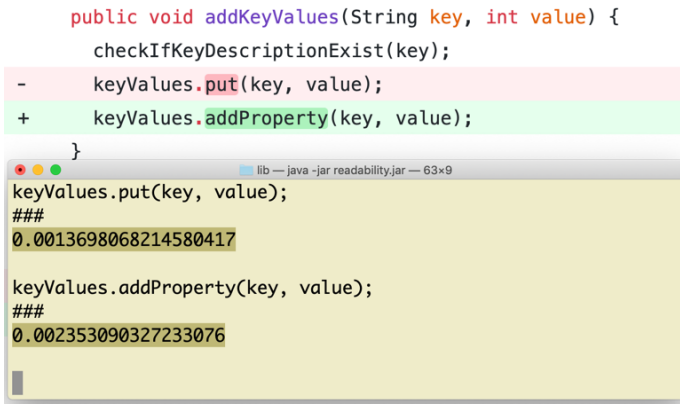 public void addKeyValues(String key, int value) {
checkIfKeyDescriptionExist(key);
- keyValues.put(key, value);
+ keyValues.addProperty(key, value);
}
lib — java -jar readability.jar — 63×9
keyValues.put(key, value);
###
0.0013698068214580417
keyValues.addProperty(key, value);
###
0.002353090327233076